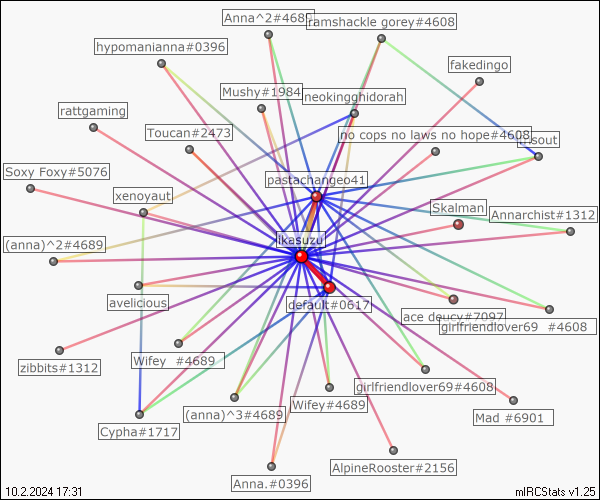 Anna^2#4689
ramshackle gorey#4608
hypomanianna#0396
fakedingo
Mushy#1984
neokingghidorah
rattgaming
Toucan#2473
no cops no laws no hope#4608
Soxy Foxy#5076
pastachangeo41
xenoyaut
Skalman
Annarchist#1312
(anna)^2#4689
ikasuzu
avelicious
default#0617
ace deucy#7097
girlfriendlover69 #4608
zibbits#1312
Wifey #4689
girlfriendlover69#4608
(anna)^3#4689
Wifey#4689
Mad #6901
Cypha#1717
Anna.#0396
AlpineRooster#2156
10.2.2024 17:31
mIRCStats v1.25